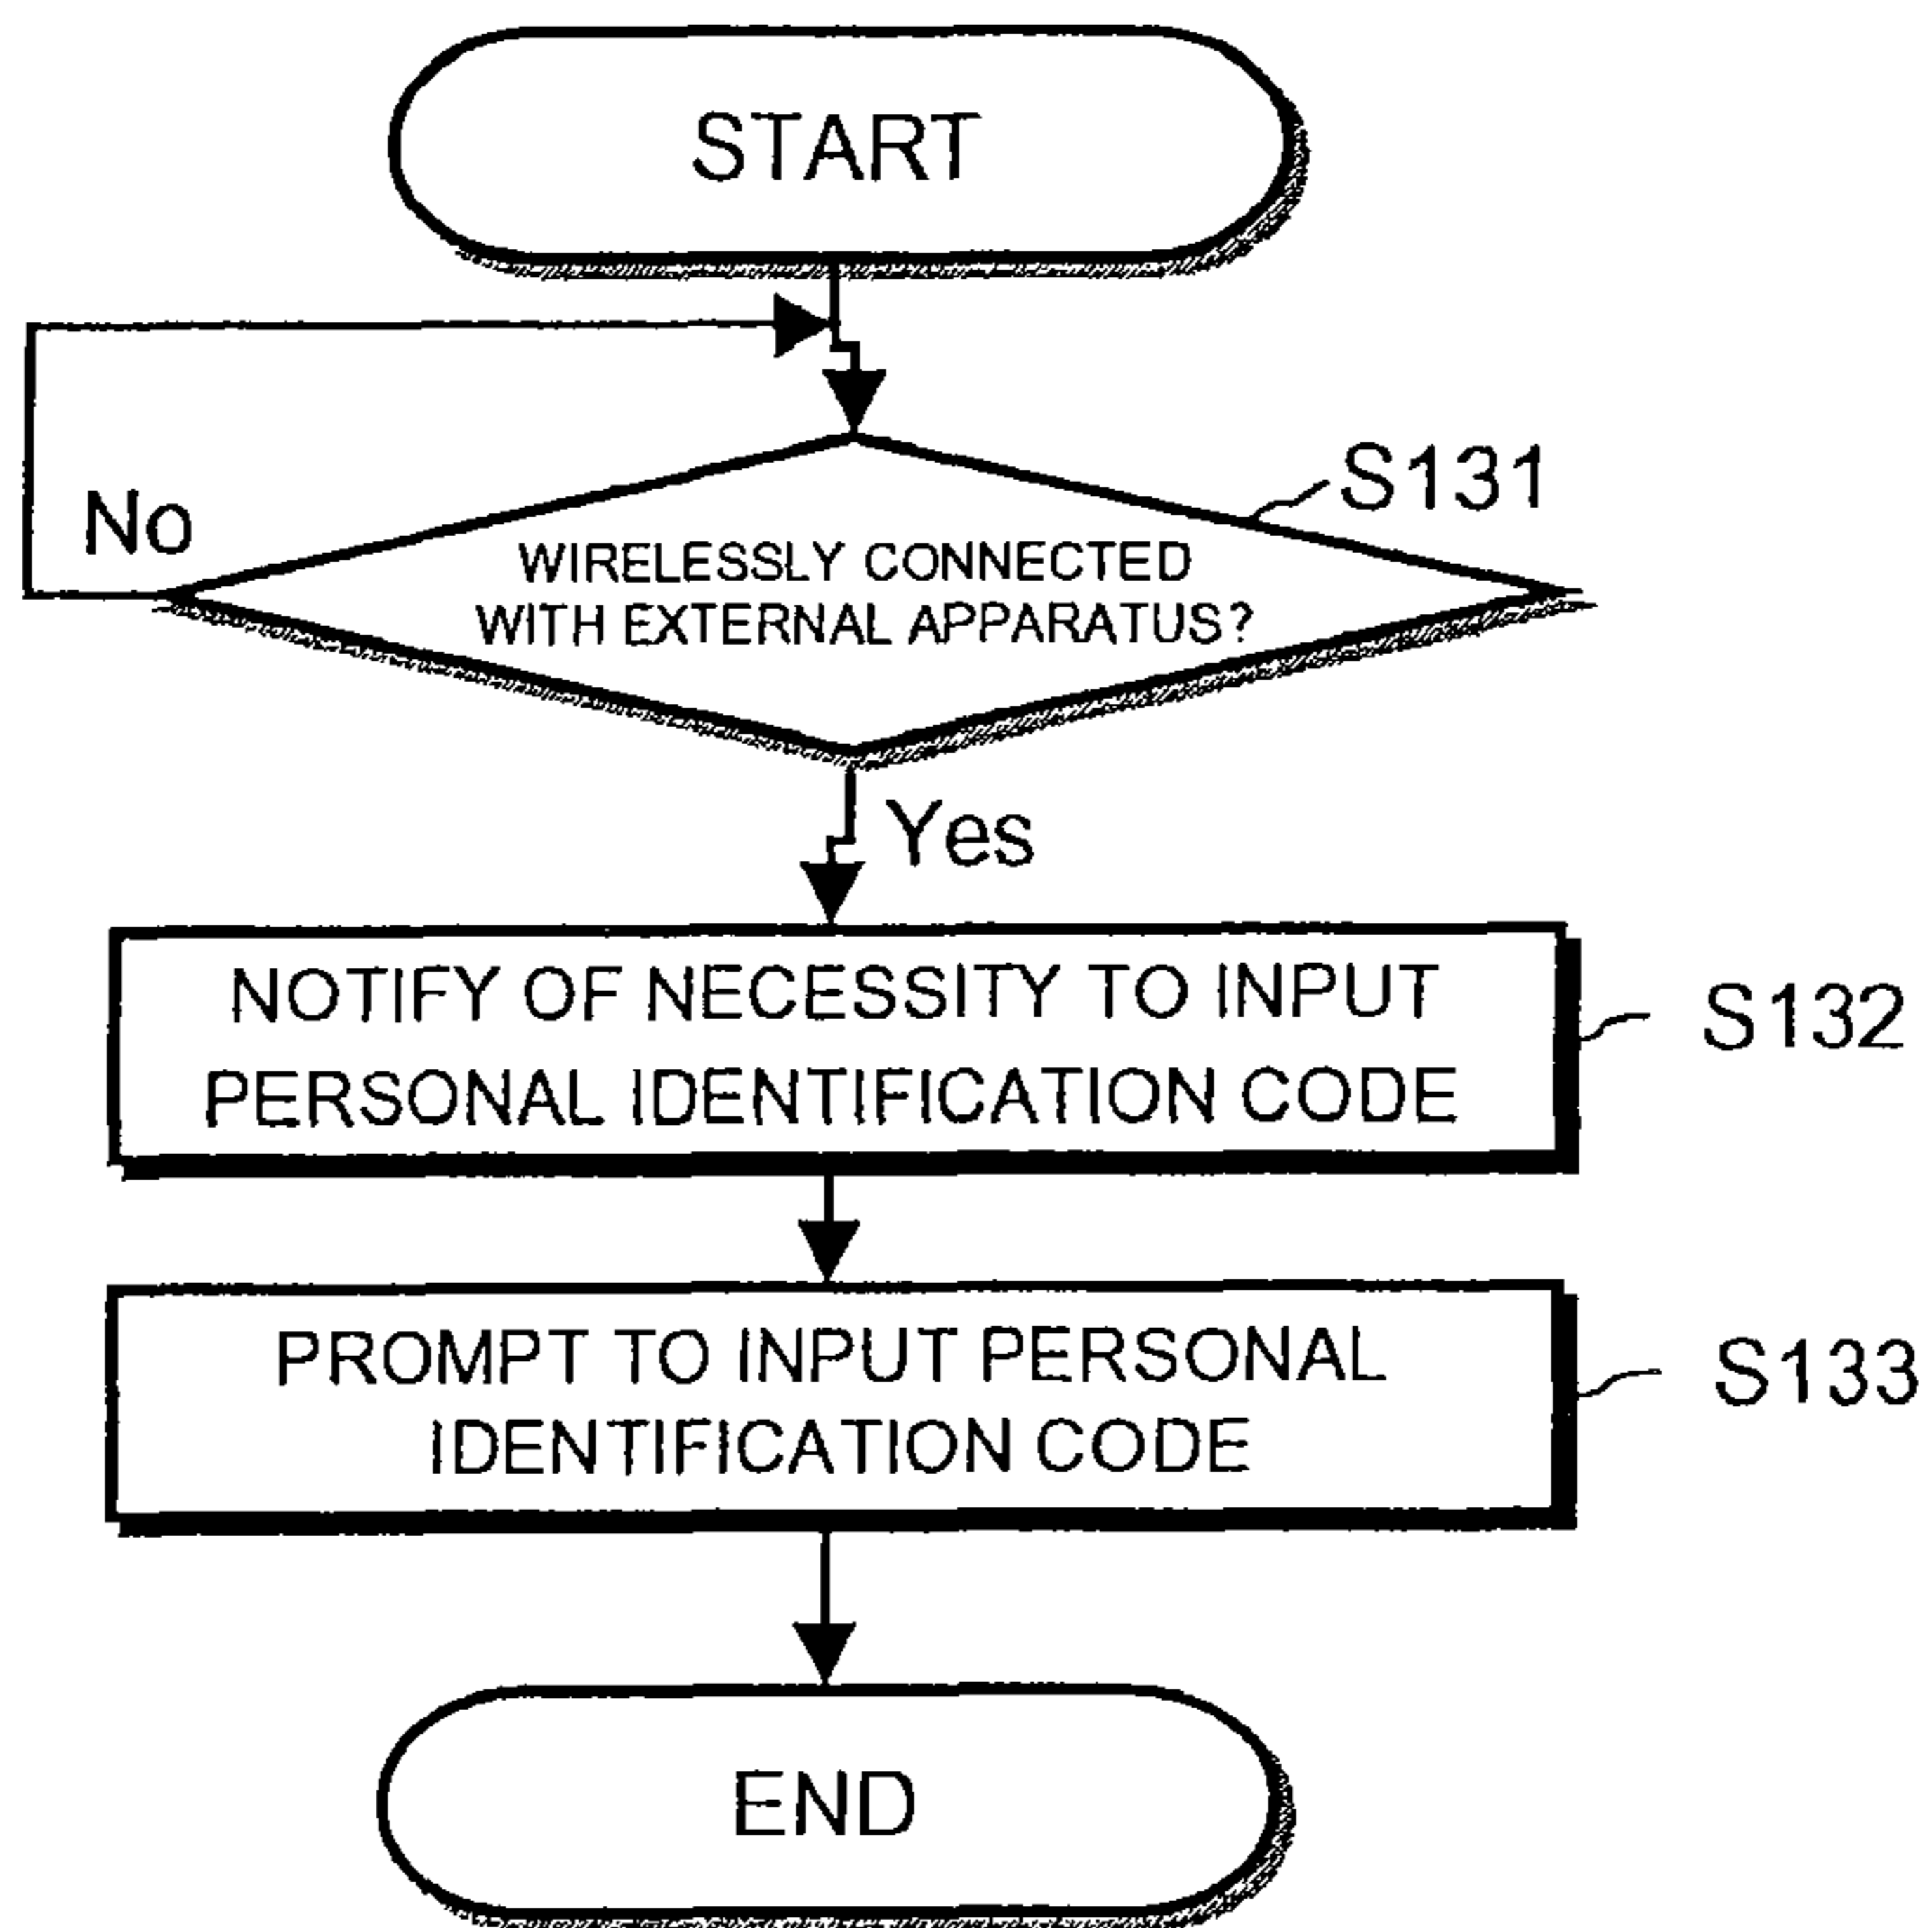 START
No
S131
WIRELESSLY CONNECTED
WITH EXTERNAL APPARATUS?
Yes
NOTIFY OF NECESSITY TO INPUT
PERSONAL IDENTIFICATION CODE
S132
PROMPT TO INPUT PERSONAL
IDENTIFICATION CODE
S133
END